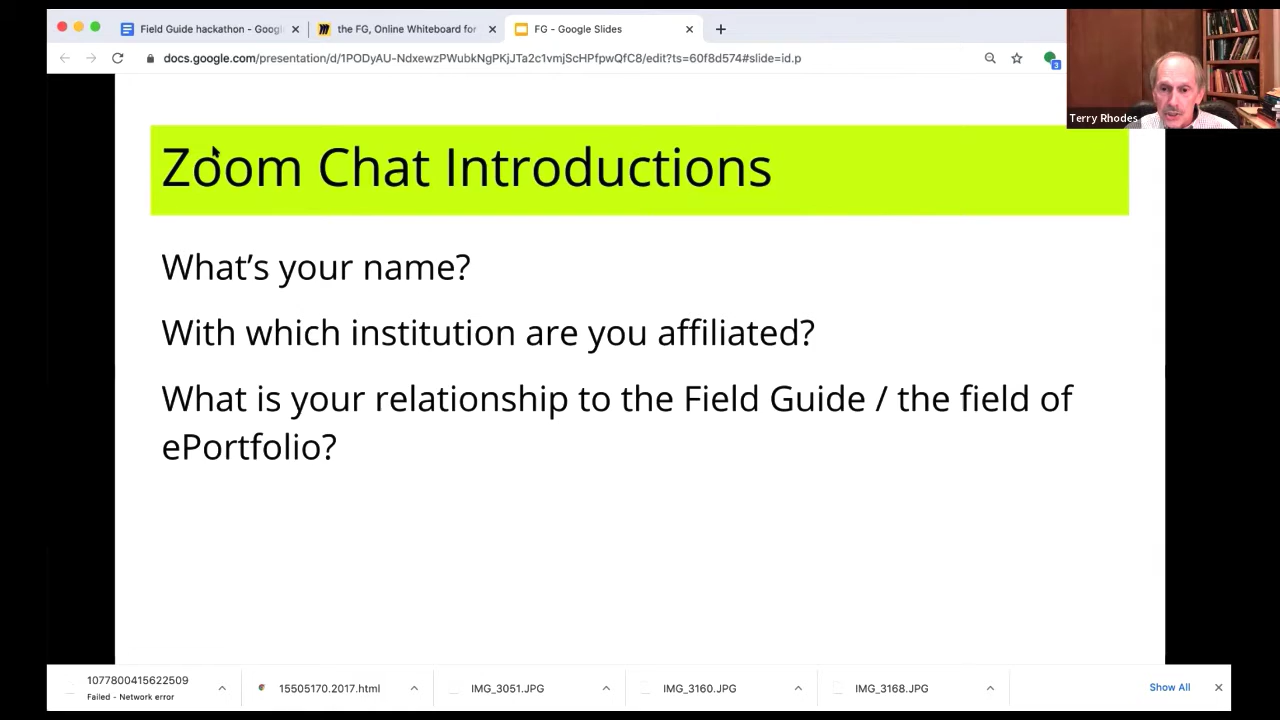 Field Guide hackathon - Googl
the FG, Online Whiteboard for
FG - Google Slides
docs.google.com/presentation/d/1PODyAU-NdxewzPWubkNgPKjJTa2c1vmjScHPfpwQfC8/edit?ts=60f8d574#slide=id.p
3
Terry Rhodes
Zoom Chat Introductions
What's your name?
With which institution are you affiliated?
What is your relationship to the Field Guide / the field of
ePortfolio?
1077800415622509
Failed - Network error
15505170.2017.html
IMG_3051.JPG
IMG_3160.JPG
IMG_3168.JPG
Show All